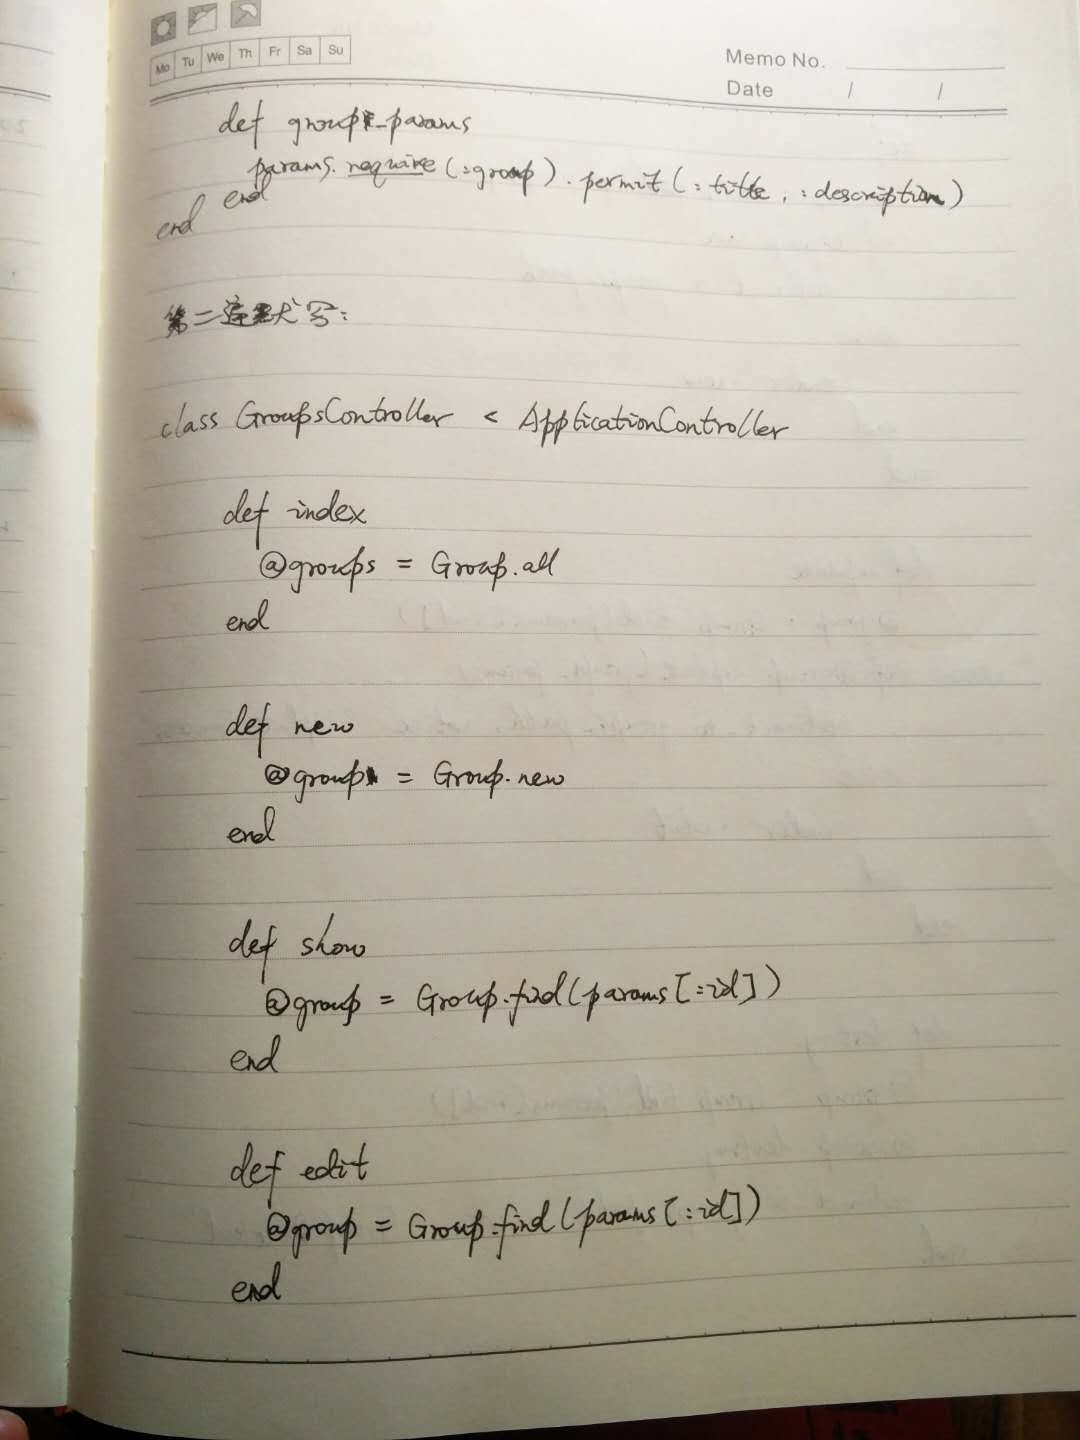 Mo Tu We Th Fr Sa Su
Memo No.
Date / /
def group_params
params.require(:group).permit(:title, :description)
end
end
第二遍默写:
class GroupsController < ApplicationController
def index
@groups = Group.all
end
def new
@group = Group.new
end
def show
@group = Group.find(params[:id])
end
def edit
@group = Group.find(params[:id])
end